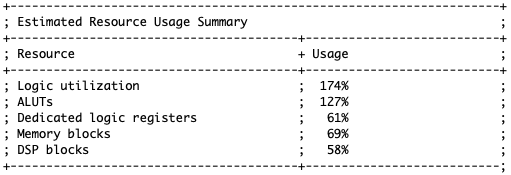 +--------------------------------------------------------------------+
; Estimated Resource Usage Summary                                   ;
+----------------------------------------+---------------------------+
; Resource                               + Usage                     ;
+----------------------------------------+---------------------------+
; Logic utilization                      ;  174%                     ;
; ALUTs                                  ;  127%                     ;
; Dedicated logic registers              ;   61%                     ;
; Memory blocks                          ;   69%                     ;
; DSP blocks                             ;   58%                     ;
+----------------------------------------+---------------------------;